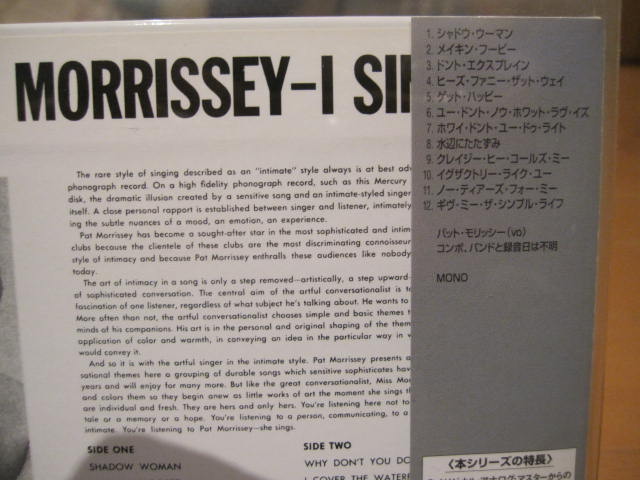 MORRISSEY–I
The rare style of singing described as an "intimate" style always is at best
phonograph record. On a high fidelity phonograph record, such as this Mercury
disk, the dramatic illusion created by a sensitive song and an intimate-styled singer
itself. A close personal rapport is established between singer and listener, intimately
ing the subtle nuances of a mood, an emotion, an experience.
Pat Morrissey has become a sought-after star in the most sophisticated and
clubs because the clientele of these clubs are the most discriminating
style of intimacy and because Pat Morrissey enthralls these audiences like nobody
today.
The art of intimacy in a song is only a step removed—artistically, a step upward
of sophisticated conversation. The central aim of the artful conversationalist is
fascination of one listener, regardless of what subject he's talking about. He wants to
More often than not, the artful conversationalist chooses simple and basic themes
minds of his companions. His art is in the personal and original shaping of the
application of color and warmth, in conveying an idea in the particular way in
would convey it.
And so it is with the artful singer in the intimate style. Pat Morrissey presents a
sational themes here a grouping of durable songs which sensitive sophisticates
years and will enjoy for many more. But like the great conversationalist, Miss
and colors them so they begin anew as little works of art the moment she sings
are individual and fresh. They are hers and only hers. You're listening here not to
tale or a memory or a hope. You're listening to a person, communicating, to a
intimate. You're listening to Pat Morrissey—she sings.
SIDE ONE
SHADOW WOMAN
SIDE TWO
WHY DON'T YOU DO
I COVER THE
1. シャドウ・ウーマン
2. メイキン・フーピー
3. ドント・エクスプレイン
4. ヒーズ・ファニー・ザット・ウェイ
5. ゲット・ハッピー
6. ユー・ドント・ノウ・ホワット・ラヴ・イズ
7. ホワイ・ドント・ユー・ドゥ・ライト
8. 水辺にたたずみ
9. クレイジー・ヒー・コールズ・ミー
10. イグザクトリー・ライク・ユー
11. ノー・ティアーズ・フォー・ミー
12. ギヴ・ミー・ザ・シンプル・ライフ
パット・モリッシー(vo)
コンボ、バンドと録音日は不明
MONO
〈本シリーズの特長〉